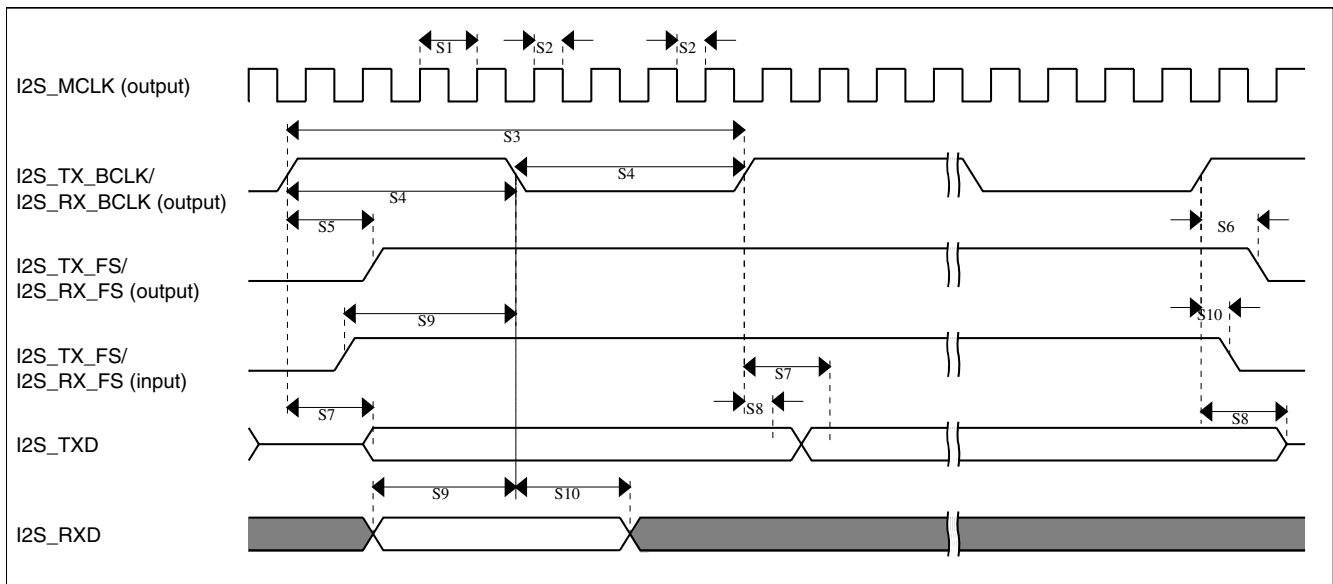 S1 S2 S2
I2S_MCLK (output)
S3
I2S_TX_BCLK/
I2S_RX_BCLK (output)
S4
S4
S5
S6
I2S_TX_FS/
I2S_RX_FS (output)
S9
S10
I2S_TX_FS/
I2S_RX_FS (input)
S7
S7
S8
S8
I2S_TXD
S9 S10
I2S_RXD